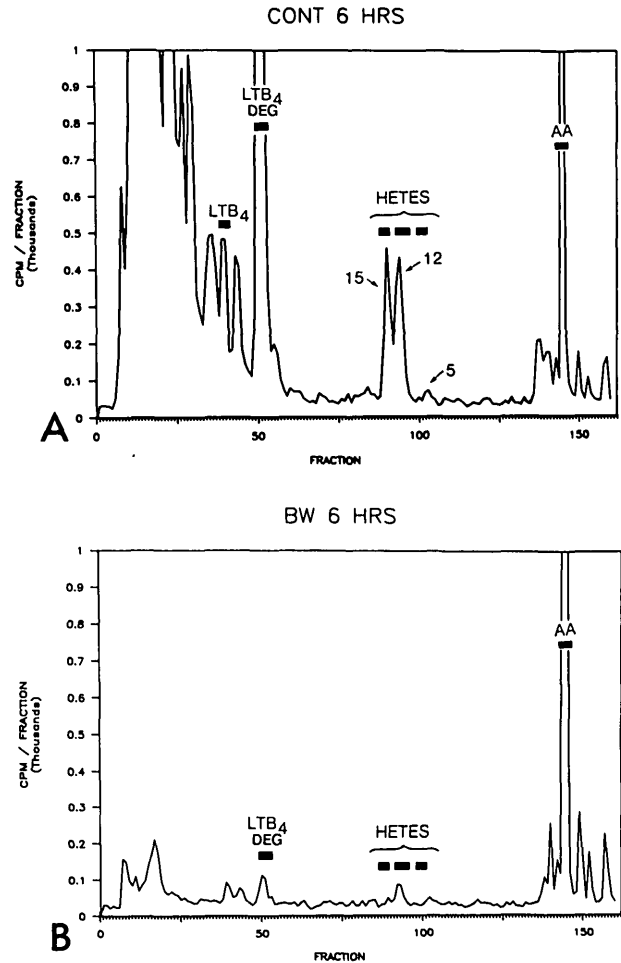 CONT 6 HRS
1
0.9
0.8
0.7
0.6
0.5
0.4
0.3
0.2
0.1
0
CPM / FRACTION
(Thousands)
LTB4
DEG
LTB4
HETES
15
12
5
AA
0
50
100
150
FRACTION
A
BW 6 HRS
1
0.9
0.8
0.7
0.6
0.5
0.4
0.3
0.2
0.1
0
CPM / FRACTION
(Thousands)
LTB4
DEG
HETES
AA
0
50
100
150
FRACTION
B